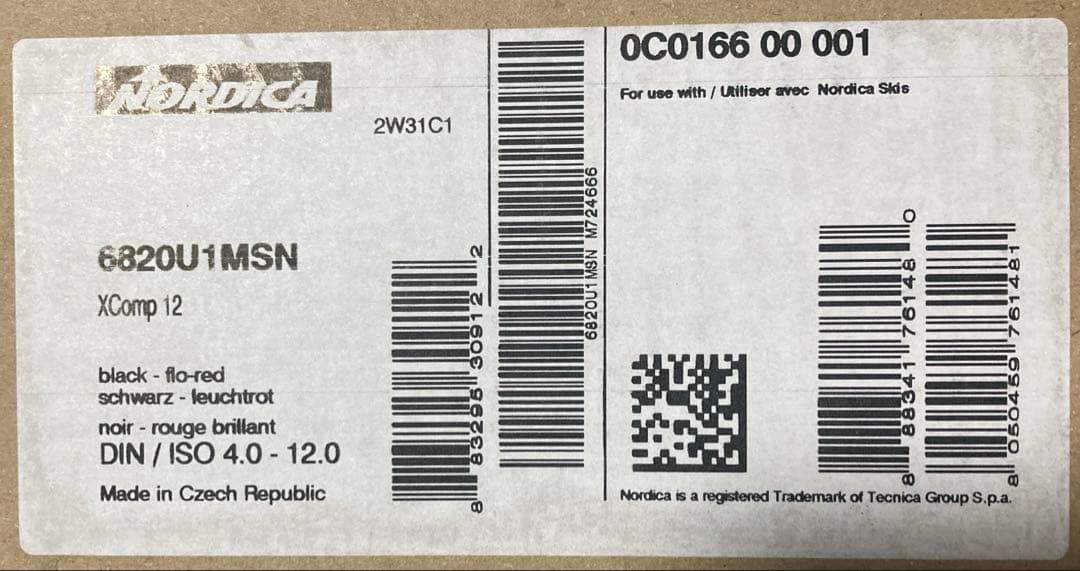 NORDICA
2W31C1
6820U1MSN
XComp 12
black - flo-red
schwarz - leuchtrot
noir - rouge brillant
DIN / ISO 4.0 - 12.0
Made in Czech Republic
8 83295 30912 2
6820U1MSN M724666
0C0166 00 001
For use with / Utiliser avec Nordica Skis
8 88341 76148 0
8 050459 761481
Nordica is a registered Trademark of Tecnica Group S.p.a.